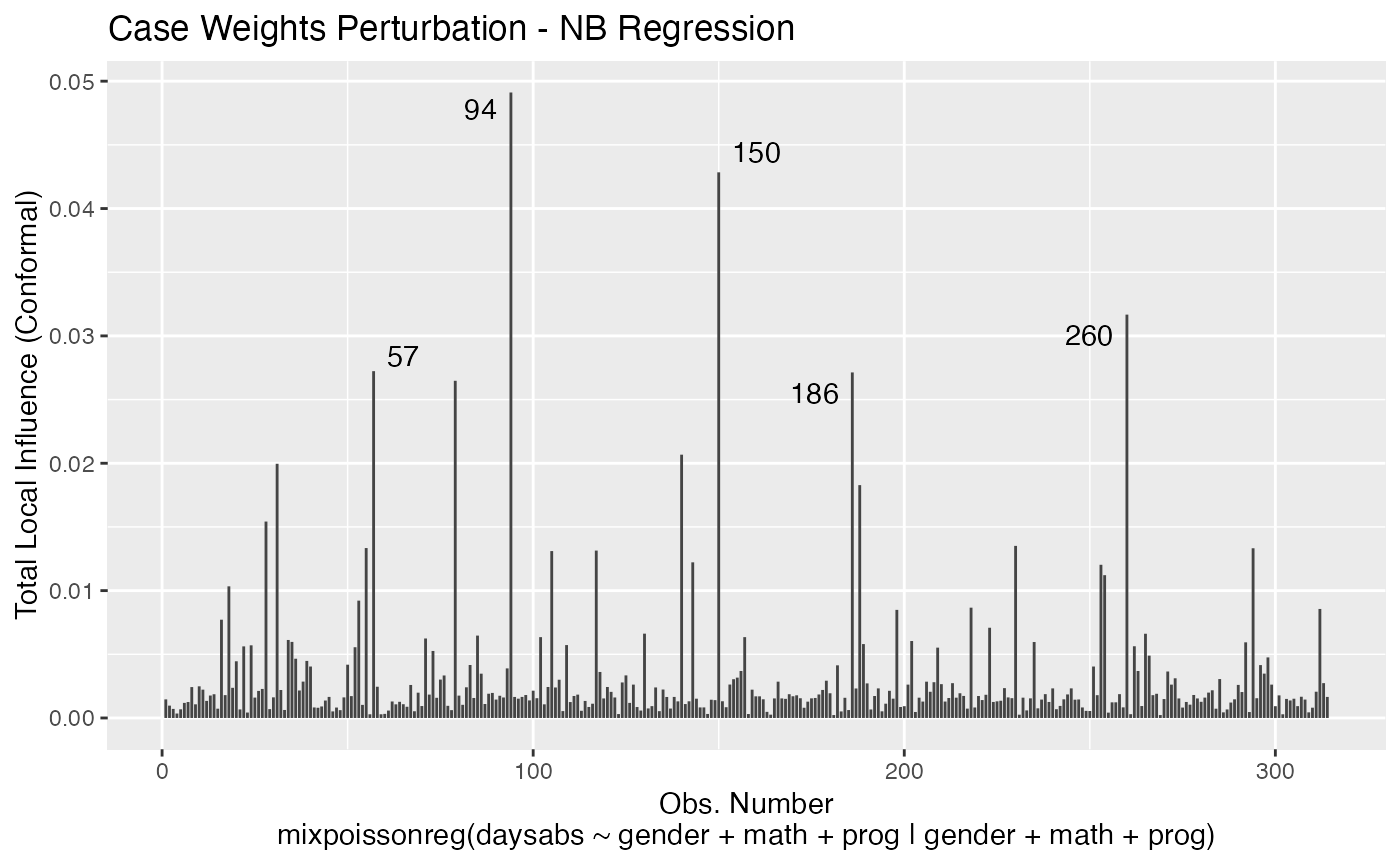 Case Weights Perturbation - NB Regression
Total Local Influence (Conformal)
0.05
0.04
0.03
0.02
0.01
0.00
94
150
57
260
186
0 100 200 300
Obs. Number
mixpoissonreg(daysabs ~ gender + math + prog | gender + math + prog)